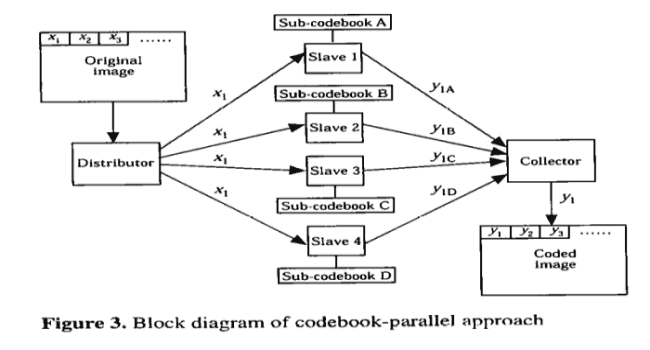 Sub-codebook A
x1 x2 x3 ......
Original
image
Slave 1
x1
y1A
Sub-codebook B
Slave 2
x1
y1B
Distributor
x1
Slave 3
y1C
Collector
Sub-codebook C
x1
y1D
y1
Slave 4
y1 y2 y3 ......
Coded
image
Sub-codebook D
Figure 3. Block diagram of codebook-parallel approach